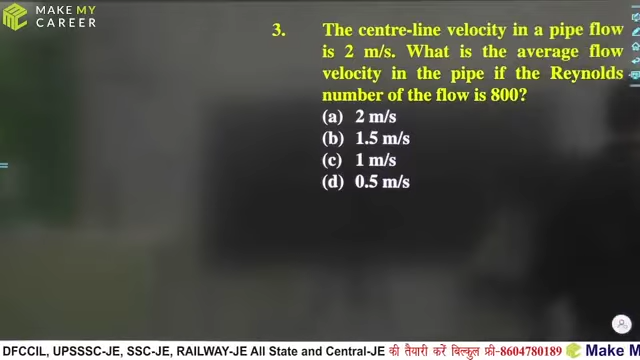 MAKE MY
CAREER
3. The centre-line velocity in a pipe flow
is 2 m/s. What is the average flow
velocity in the pipe if the Reynolds
number of the flow is 800?
(a) 2 m/s
(b) 1.5 m/s
(c) 1 m/s
(d) 0.5 m/s
DFCCIL, UPSSSC-JE, SSC-JE, RAILWAY-JE All State and Central-JE की तैयारी करें बिल्कुल फ्री-8604780189 Make M